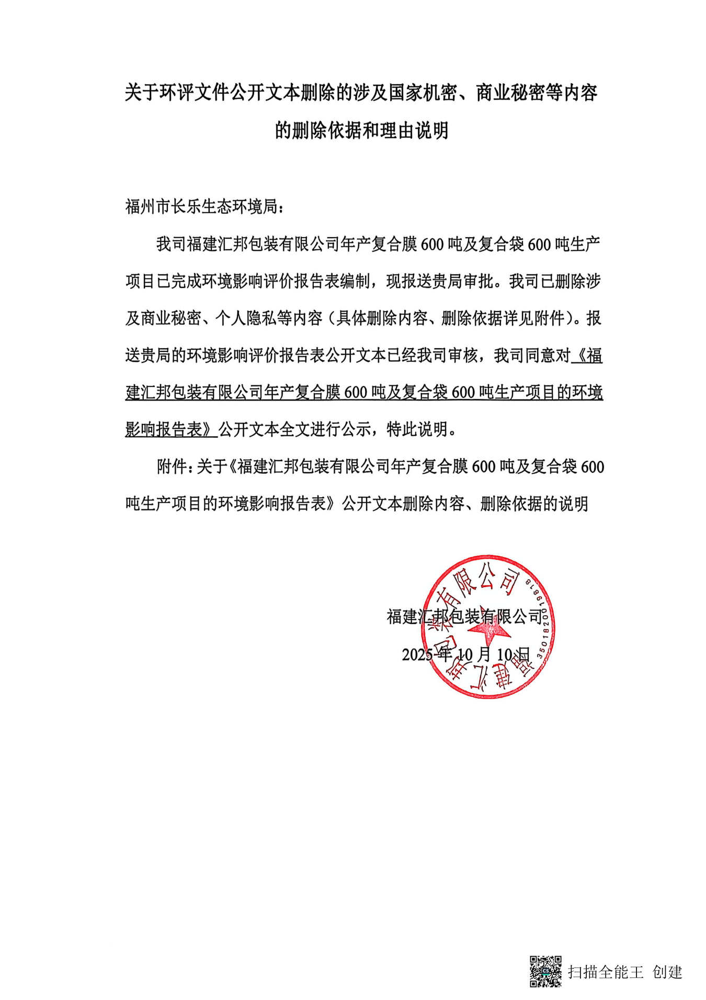 关于环评文件公开文本删除的涉及国家机密、商业秘密等内容
的删除依据和理由说明
福州市长乐生态环境局：
我司福建汇邦包装有限公司年产复合膜 600 吨及复合袋 600 吨生产
项目已完成环境影响评价报告表编制，现报送贵局审批。我司已删除涉
及商业秘密、个人隐私等内容（具体删除内容、删除依据详见附件）。报
送贵局的环境影响评价报告表公开文本已经我司审核，我司同意对《福
建汇邦包装有限公司年产复合膜 600 吨及复合袋 600 吨生产项目的环境
影响报告表》公开文本全文进行公示，特此说明。
附件：关于《福建汇邦包装有限公司年产复合膜 600 吨及复合袋 600
吨生产项目的环境影响报告表》公开文本删除内容、删除依据的说明
福建汇邦包装有限公司
2025 年 10 月 10 日
福建汇邦包装有限公司
3501820019818
CS
扫描全能王 创建